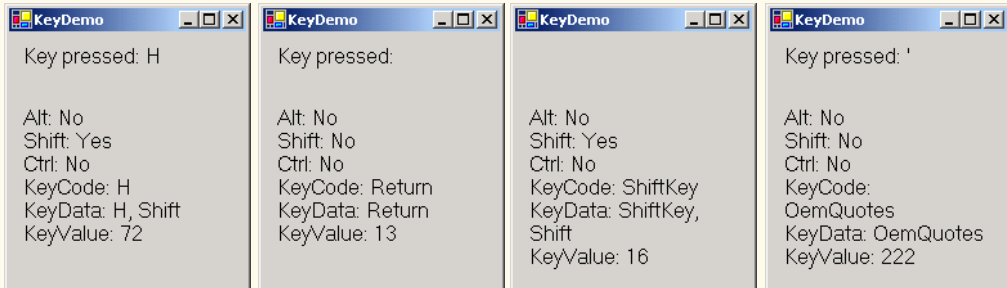 KeyDemo
Key pressed: H
Alt: No
Shift: Yes
Ctrl: No
KeyCode: H
KeyData: H, Shift
KeyValue: 72
KeyDemo
Key pressed:
Alt: No
Shift: No
Ctrl: No
KeyCode: Return
KeyData: Return
KeyValue: 13
KeyDemo
Alt: No
Shift: Yes
Ctrl: No
KeyCode: ShiftKey
KeyData: ShiftKey,
Shift
KeyValue: 16
KeyDemo
Key pressed: '
Alt: No
Shift: No
Ctrl: No
KeyCode:
OemQuotes
KeyData: OemQuotes
KeyValue: 222